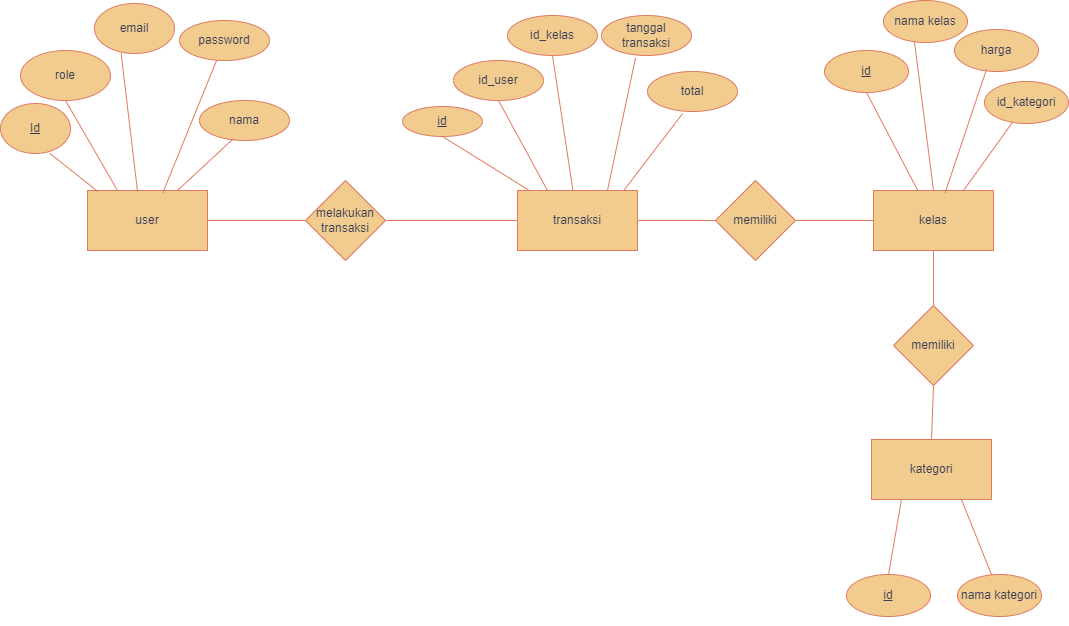 email
role
Id
password
nama
user
melakukan
transaksi
id_kelas
tanggal
transaksi
id_user
total
id
transaksi
memiliki
nama kelas
harga
id
id_kategori
kelas
memiliki
kategori
id
nama kategori